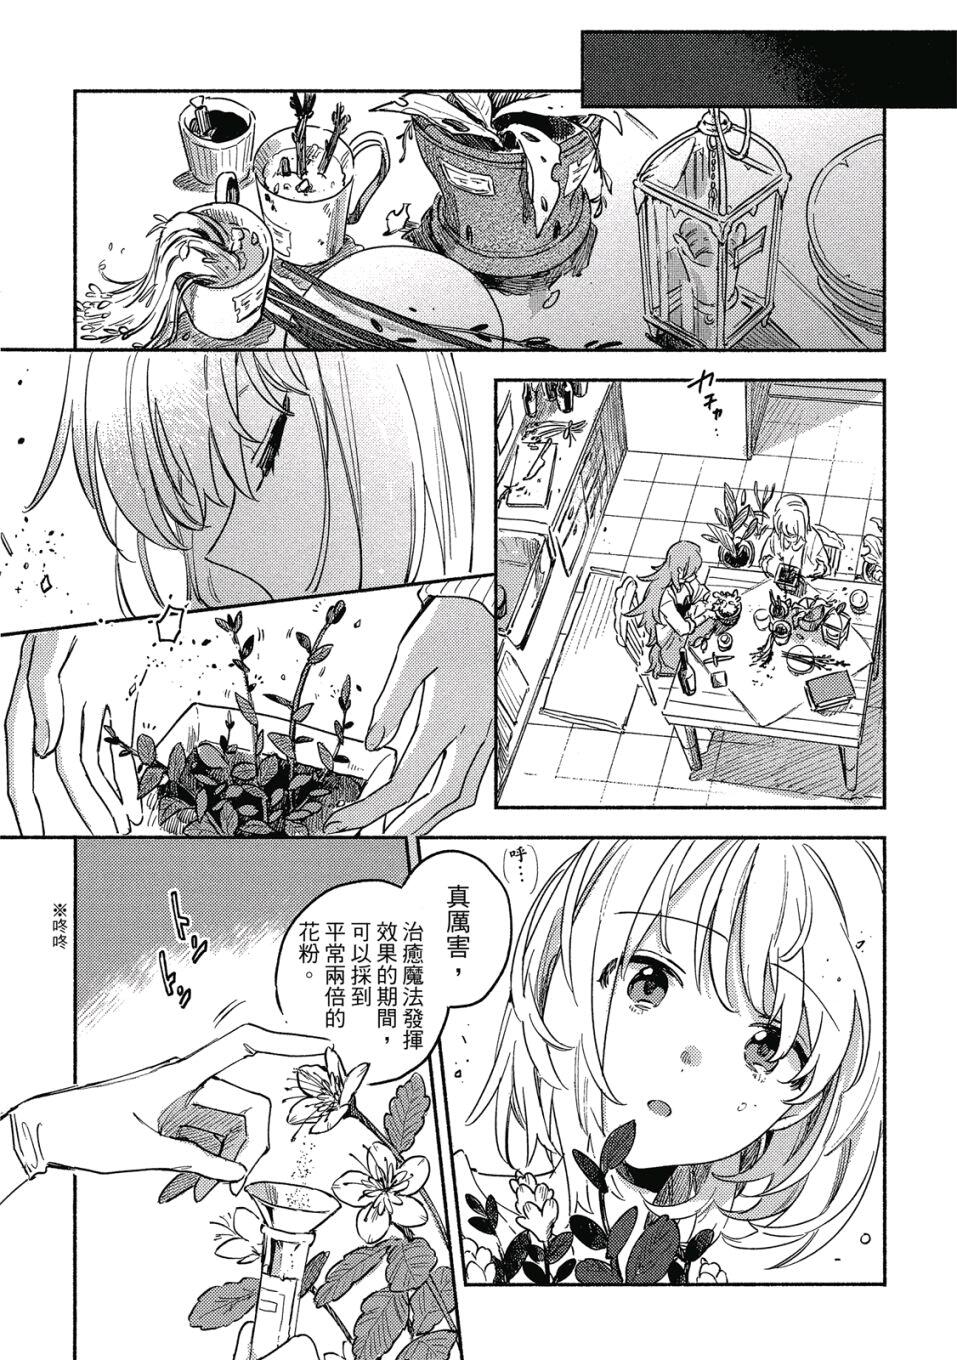 カチャ…
呼…
真厲害，
治癒魔法發揮
效果的期間，
可以採到
平常兩倍的
花粉。
トントン
※咚咚